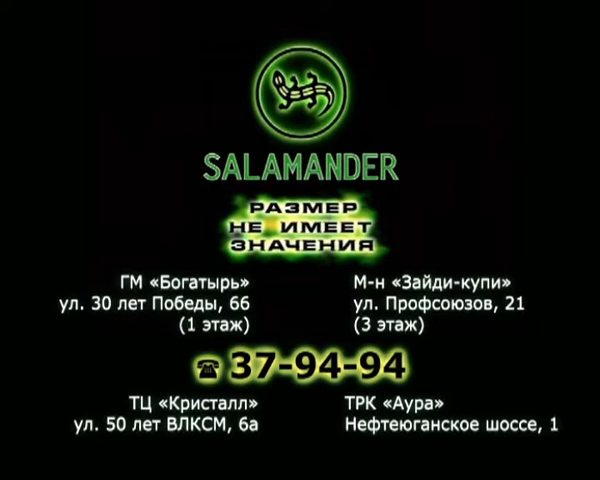 SALAMANDER
РАЗМЕР
НЕ ИМЕЕТ
ЗНАЧЕНИЯ
ГМ «Богатырь»
ул. 30 лет Победы, 66
(1 этаж)
М-н «Зайди-купи»
ул. Профсоюзов, 21
(3 этаж)
☎ 37-94-94
ТЦ «Кристалл»
ул. 50 лет ВЛКСМ, 6а
ТРК «Аура»
Нефтеюганское шоссе, 1